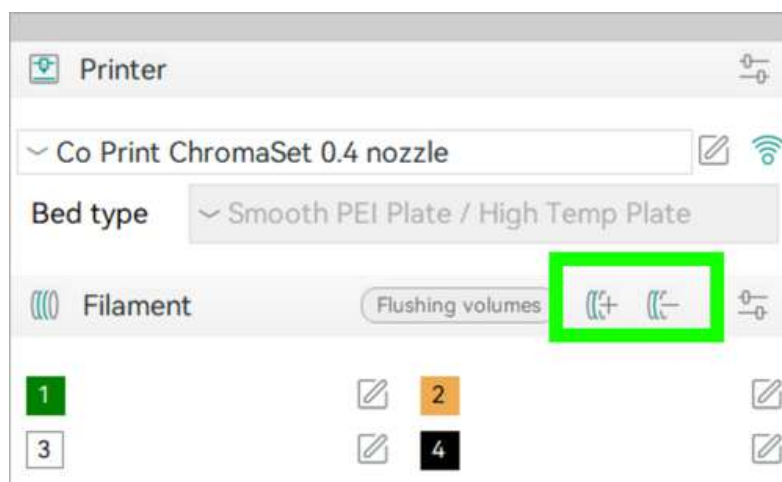 Printer
Co Print ChromaSet 0.4 nozzle
Bed type Smooth PEI Plate / High Temp Plate
Filament Flushing volumes
1 2
3 4